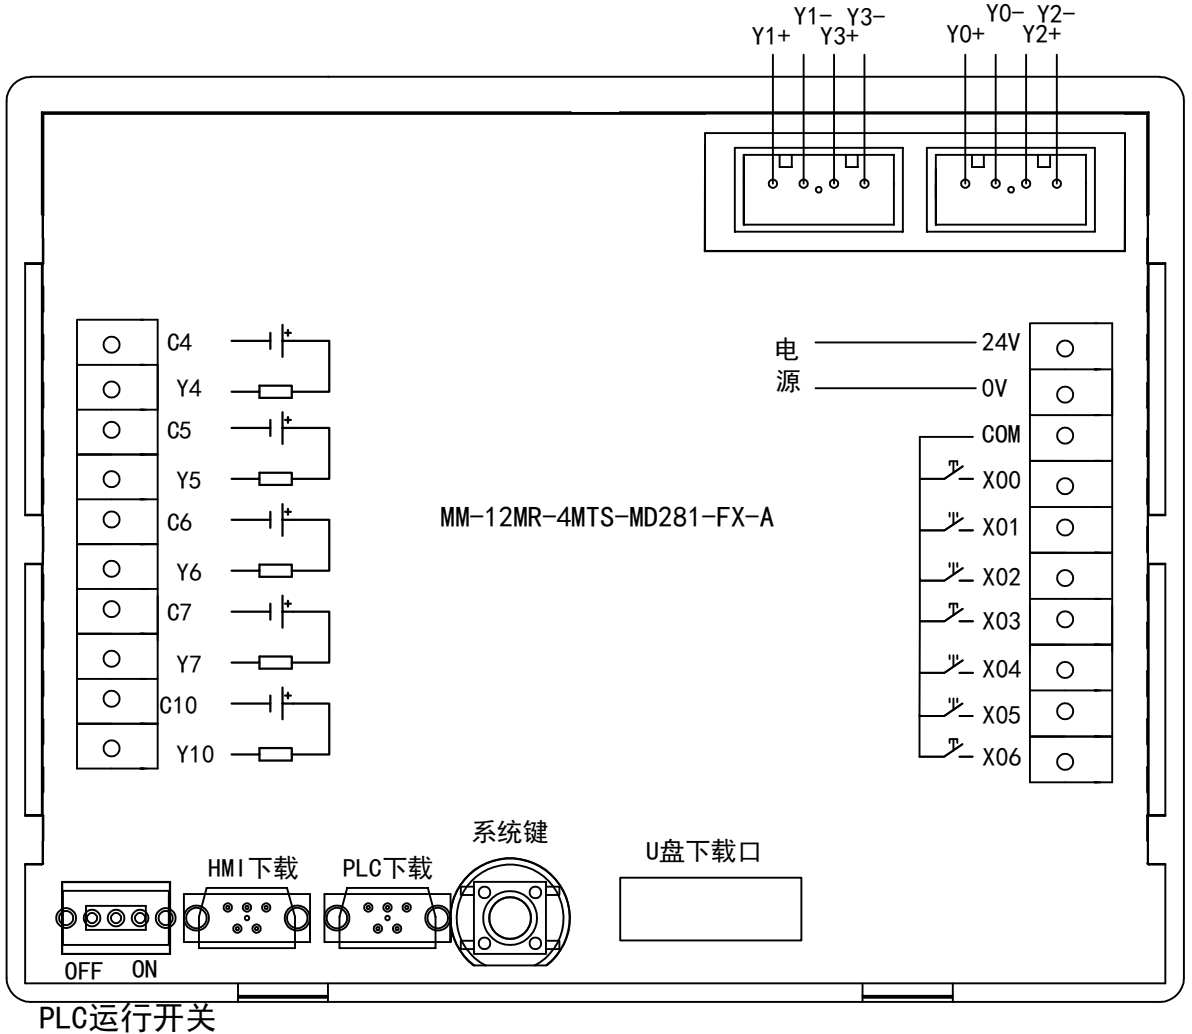 Y1- Y3-
Y1+ Y3+
Y0- Y2-
Y0+ Y2+
C4
Y4
C5
Y5
C6
Y6
C7
Y7
C10
Y10
MM-12MR-4MTS-MD281-FX-A
电源
24V
0V
COM
X00
X01
X02
X03
X04
X05
X06
HMI下载
PLC下载
系统键
U盘下载口
OFF ON
PLC运行开关